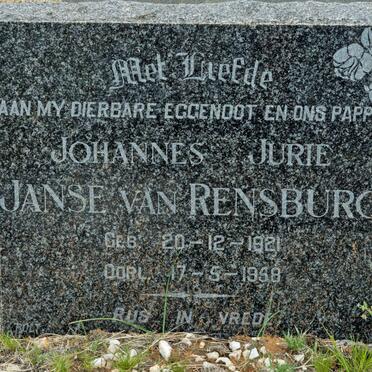 Met Liefde
AAN MY DIERBARE EGGENOOT EN ONS PAPP
JOHANNES JURIE
JANSE VAN RENSBURG
GEB. 20-12-1921
OORL. 17-5-1958
RUS IN VREDE